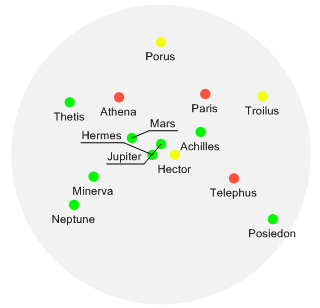 Porus
Thetis
Athena
Paris
Troilus
Mars
Hermes
Achilles
Jupiter
Hector
Minerva
Telephus
Neptune
Posiedon